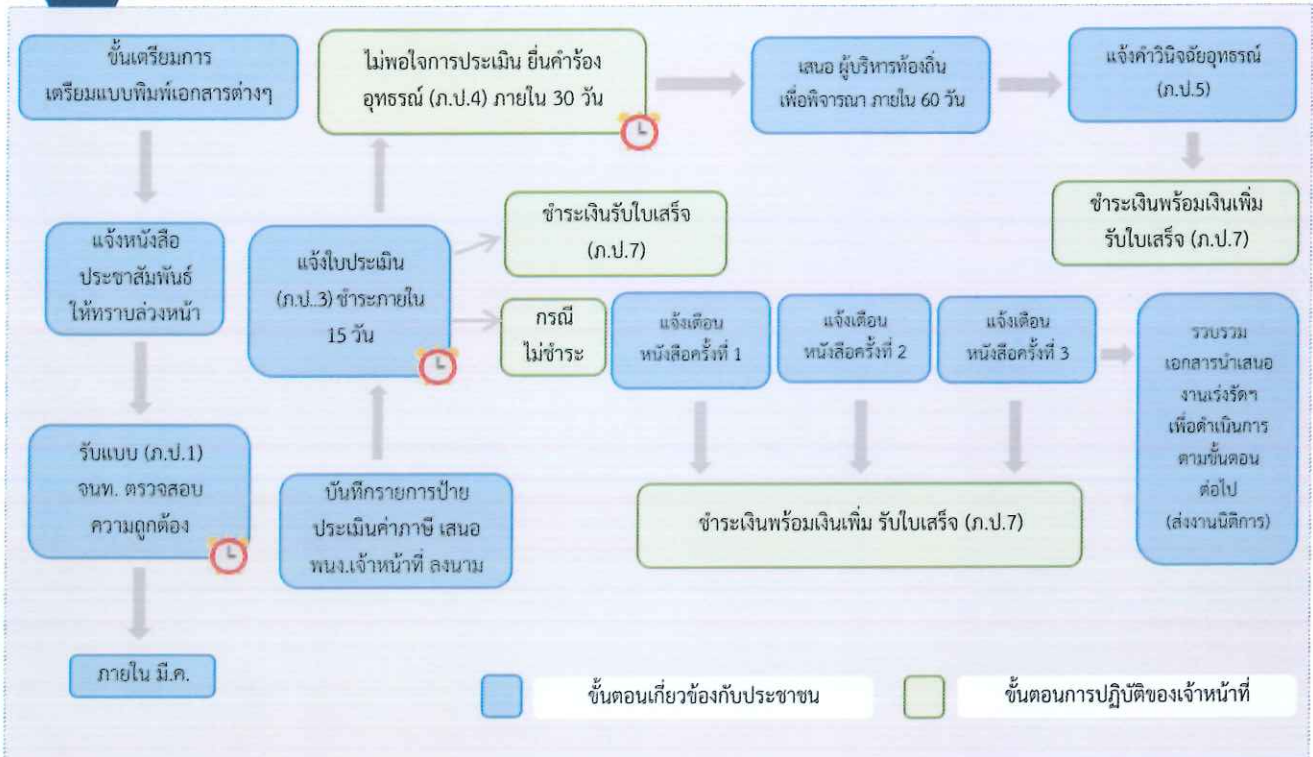 ขั้นเตรียมการ
เตรียมแบบพิมพ์เอกสารต่างๆ
ไม่พอใจการประเมิน ยื่นคำร้อง
อุทธรณ์ (ภ.ป.4) ภายใน 30 วัน
เสนอ ผู้บริหารท้องถิ่น
เพื่อพิจารณา ภายใน 60 วัน
แจ้งคำวินิจฉัยอุทธรณ์
(ภ.ป.5)
แจ้งหนังสือ
ประชาสัมพันธ์
ให้ทราบล่วงหน้า
แจ้งใบประเมิน
(ภ.ป..3) ชำระภายใน
15 วัน
ชำระเงินรับใบเสร็จ
(ภ.ป.7)
ชำระเงินพร้อมเงินเพิ่ม
รับใบเสร็จ (ภ.ป.7)
กรณี
ไม่ชำระ
แจ้งเตือน
หนังสือครั้งที่ 1
แจ้งเตือน
หนังสือครั้งที่ 2
แจ้งเตือน
หนังสือครั้งที่ 3
รวบรวม
เอกสารนำเสนอ
งานเร่งรัดฯ
เพื่อดำเนินการ
ตามขั้นตอน
ต่อไป
(ส่งงานนิติการ)
รับแบบ (ภ.ป.1)
จนท. ตรวจสอบ
ความถูกต้อง
บันทึกรายการป้าย
ประเมินค่าภาษี เสนอ
พนง.เจ้าหน้าที่ ลงนาม
ชำระเงินพร้อมเงินเพิ่ม รับใบเสร็จ (ภ.ป.7)
ภายใน มี.ค.
ขั้นตอนเกี่ยวข้องกับประชาชน
ขั้นตอนการปฏิบัติของเจ้าหน้าที่